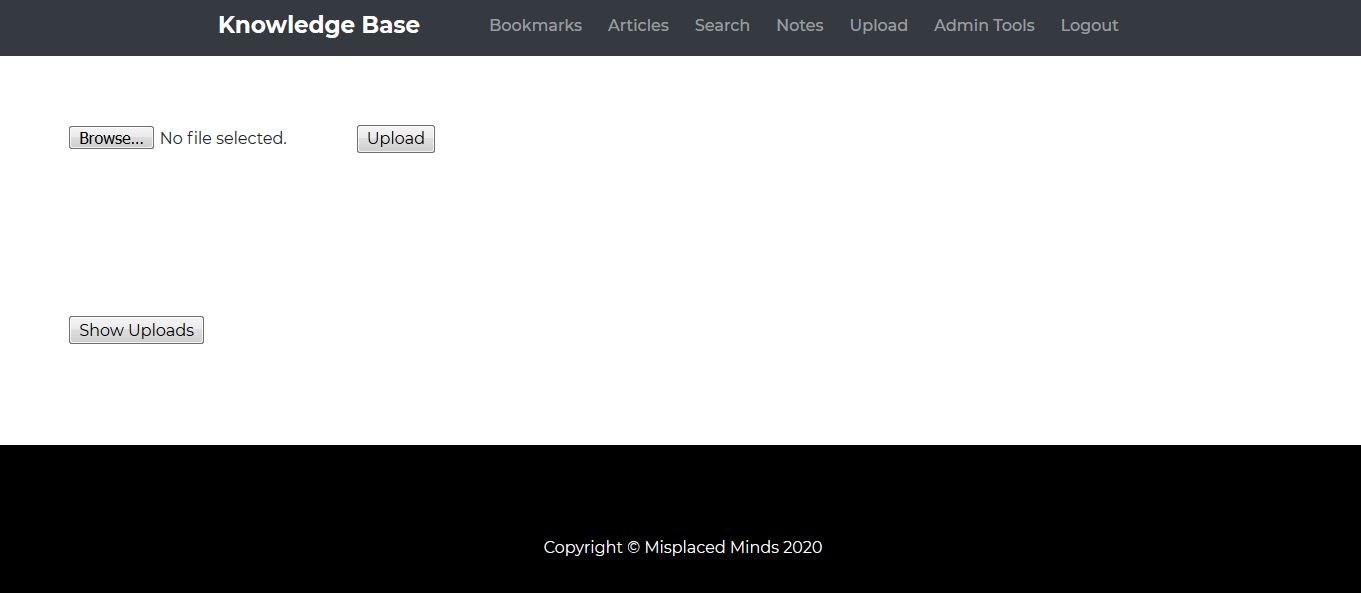 Knowledge Base Bookmarks Articles Search Notes Upload Admin Tools Logout
Browse... No file selected. Upload
Show Uploads
Copyright © Misplaced Minds 2020